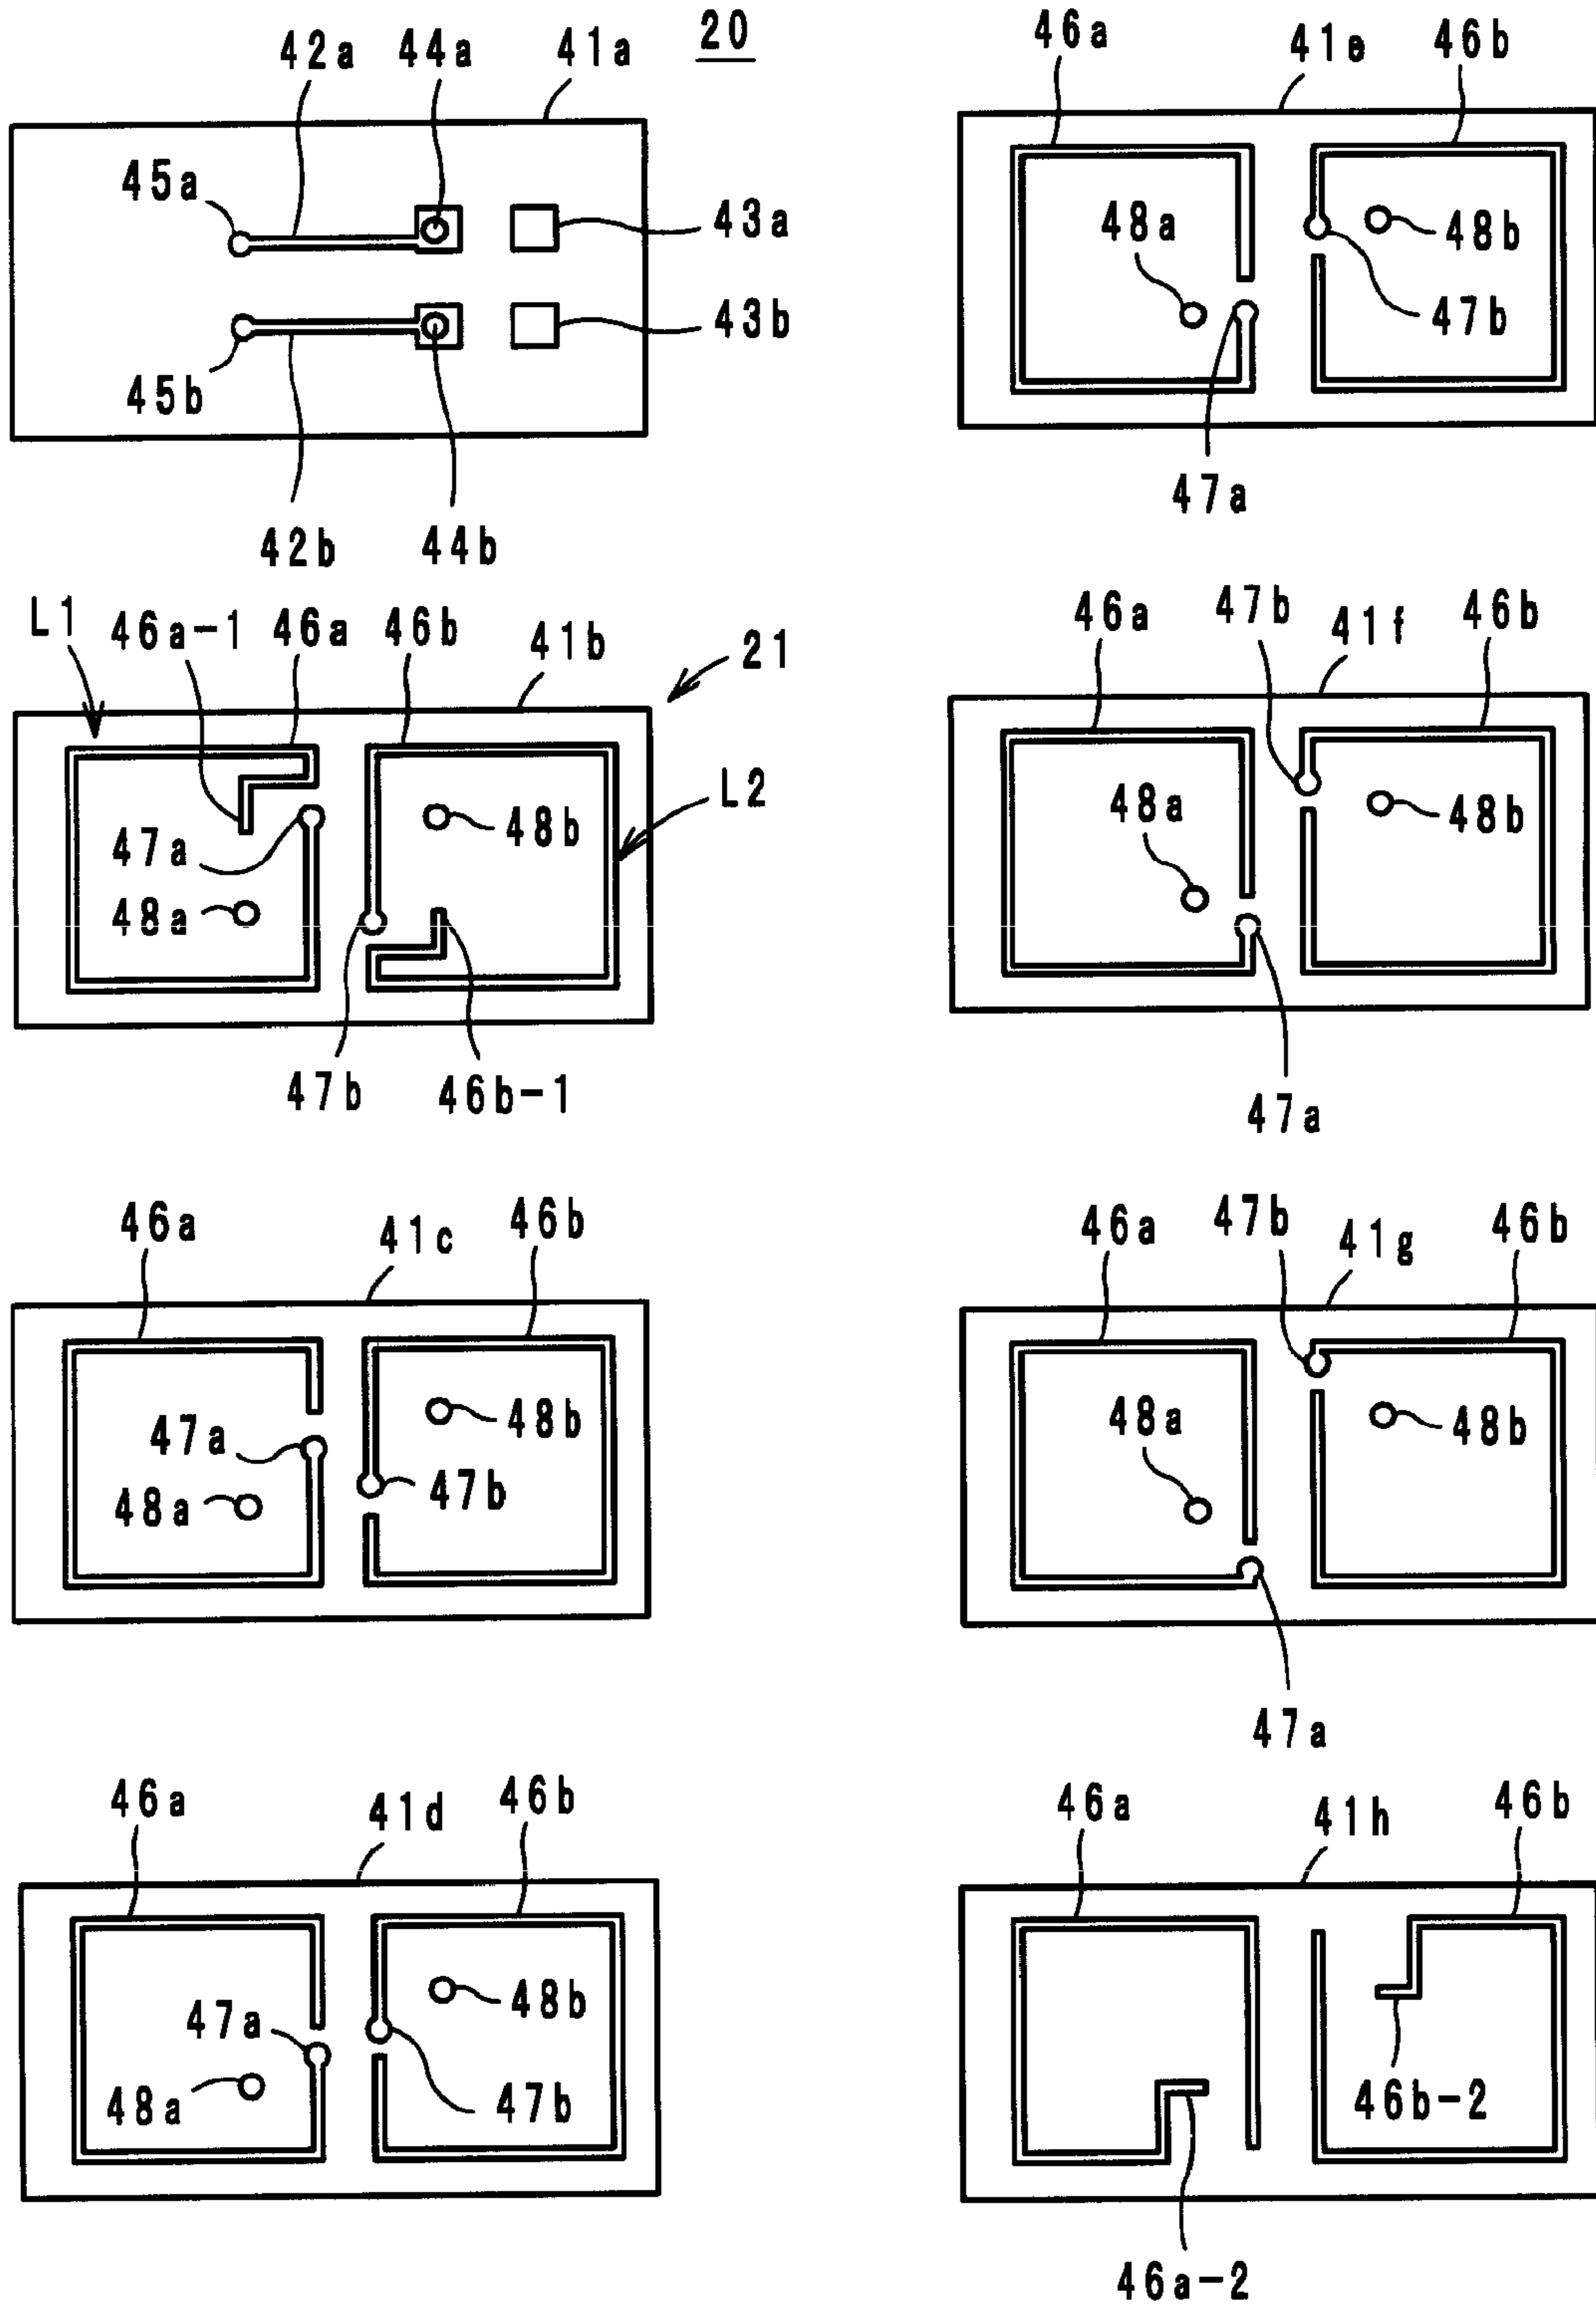 20
42a 44a 41a
45a
43a
43b
45b
42b 44b
L1 46a-1 46a 46b 41b 21
L2
47a 48b
48a
47b 46b-1
46a 41c 46b
47a 48b
48a 47b
46a 41d 46b
47a 48b
48a 47b
46a 41e 46b
48a 48b
47b
47a
46a 47b 41f 46b
48a 48b
47a
46a 47b 41g 46b
48a 48b
47a
46a 41h 46b
46b-2
46a-2